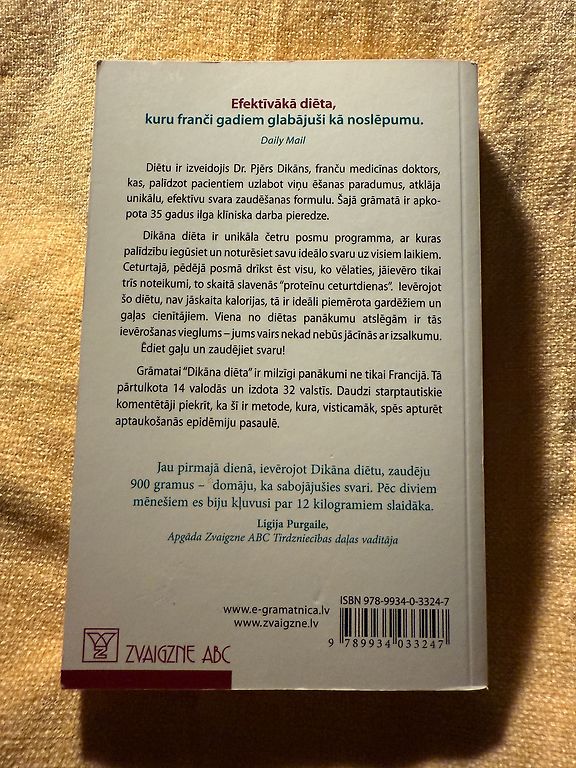 Efektīvākā diēta,
kuru franči gadiem glabājuši kā noslēpumu.
Daily Mail
Diētu ir izveidojis Dr. Pjērs Dikāns, franču medicīnas doktors,
kas, palīdzot pacientiem uzlabot viņu ēšanas paradumus, atklāja
unikālu, efektīvu svara zaudēšanas formulu. Šajā grāmatā ir apko-
pota 35 gadus ilga klīniska darba pieredze.
Dikāna diēta ir unikāla četru posmu programma, ar kuras
palīdzību iegūsiet un noturēsiet savu ideālo svaru uz visiem laikiem.
Ceturtajā, pēdējā posmā drīkst ēst visu, ko vēlaties, jāievēro tikai
trīs noteikumi, to skaitā slavenās “proteīnu ceturtdienas”. Ievērojot
šo diētu, nav jāskaita kalorijas, tā ir ideāli piemērota gardēžiem un
gaļas cienītājiem. Viena no diētas panākumu atslēgām ir tās
ievērošanas vieglums – jums vairs nekad nebūs jācīnās ar izsalkumu.
Ēdiet gaļu un zaudējiet svaru!
Grāmatai “Dikāna diēta” ir milzīgi panākumi ne tikai Francijā. Tā
pārtulkota 14 valodās un izdota 32 valstīs. Daudzi starptautiskie
komentētāji piekrīt, ka šī ir metode, kura, visticamāk, spēs apturēt
aptaukošanās epidēmiju pasaulē.
Jau pirmajā dienā, ievērojot Dikāna diētu, zaudēju
900 gramus – domāju, ka sabojājušies svari. Pēc diviem
mēnešiem es biju kļuvusi par 12 kilogramiem slaidāka.
Ligija Purgaile,
Apgāda Zvaigzne ABC Tirdzniecības daļas vadītāja
www.e-gramatnica.lv
www.zvaigzne.lv
ISBN 978-9934-0-3324-7
9 789934 033247
ZVAIGZNE ABC